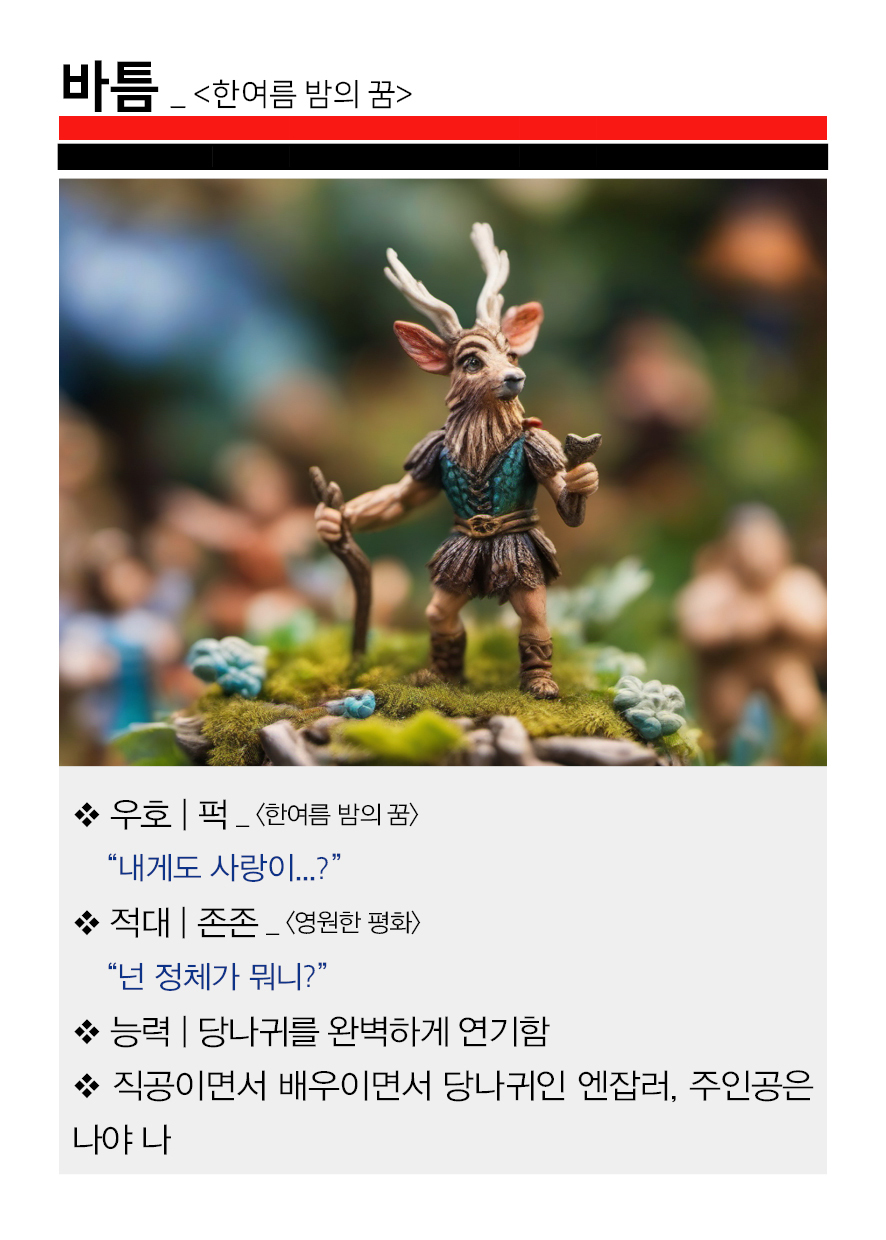 바틈 _ <한여름 밤의 꿈>
❖ 우호 | 퍽 _ 〈한여름 밤의 꿈〉
“내게도 사랑이...?”
❖ 적대 | 존존 _ 〈영원한 평화〉
“넌 정체가 뭐니?”
❖ 능력 | 당나귀를 완벽하게 연기함
❖ 직공이면서 배우이면서 당나귀인 엔잡러, 주인공은
나야 나